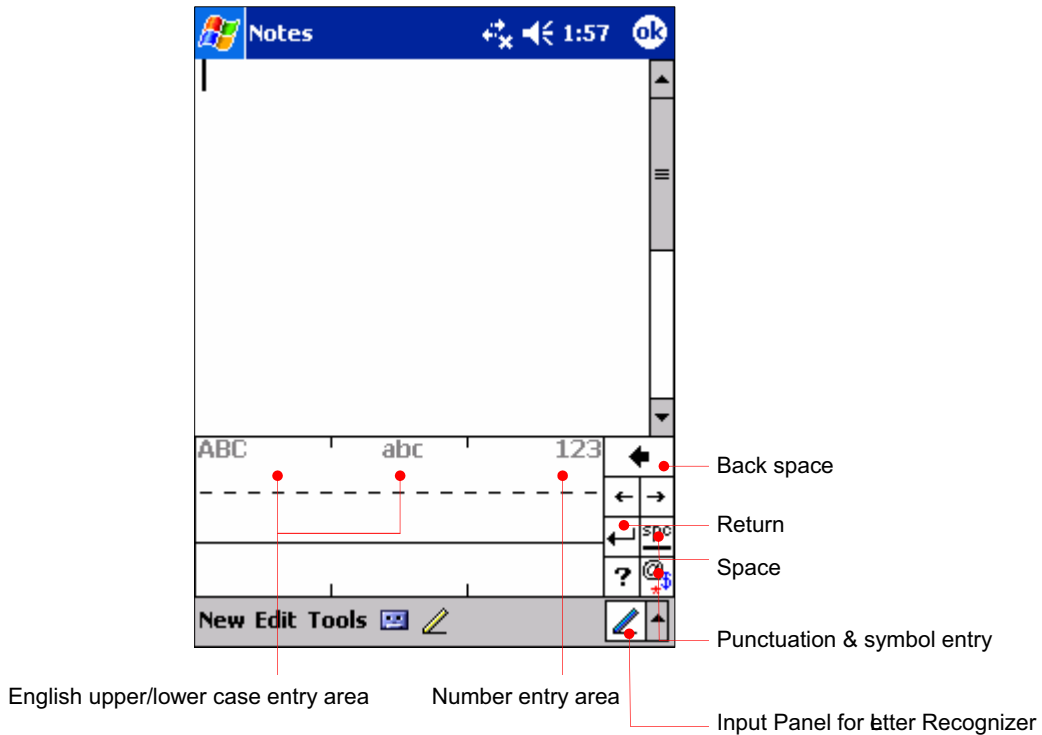 Notes 1:57 ok
ABC abc 123
Back space
Return
spc
Space
? @*$
Punctuation & symbol entry
New Edit Tools
English upper/lower case entry area Number entry area
Input Panel for Letter Recognizer